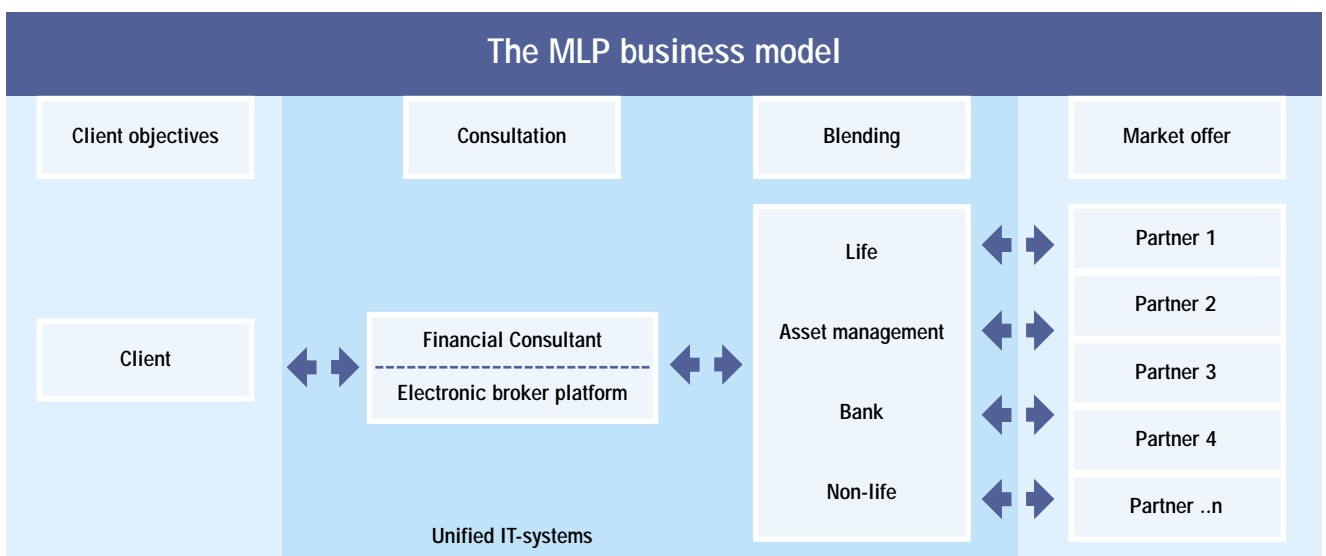 The MLP business model
Client objectives
Consultation
Blending
Market offer
Client
Financial Consultant
Electronic broker platform
Unified IT-systems
Life
Asset management
Bank
Non-life
Partner 1
Partner 2
Partner 3
Partner 4
Partner ..n